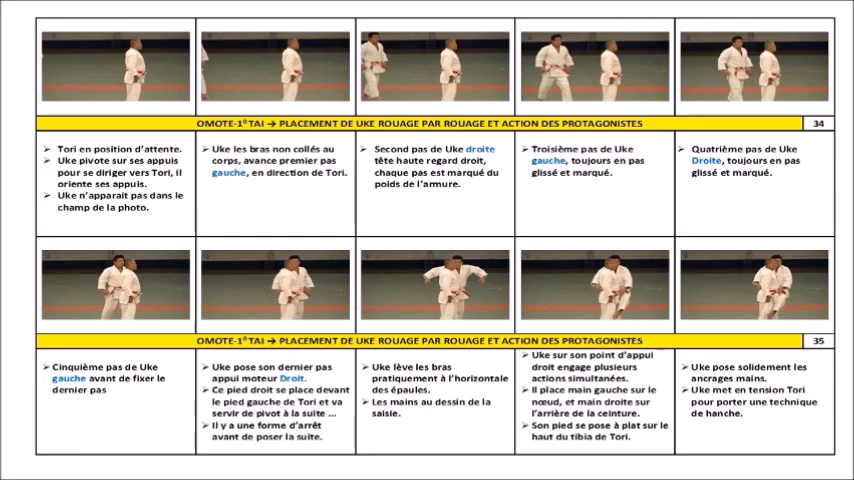 OMOTE-1° TAI → PLACEMENT DE UKE ROUAGE PAR ROUAGE ET ACTION DES PROTAGONISTES 34
➢ Tori en position d'attente.
➢ Uke pivote sur ses appuis
pour se diriger vers Tori, il
oriente ses appuis.
➢ Uke n'apparait pas dans le
champ de la photo.
➢ Uke les bras non collés au
corps, avance premier pas
gauche, en direction de Tori.
➢ Second pas de Uke droite
tête haute regard droit,
chaque pas est marqué du
poids de l'armure.
➢ Troisième pas de Uke
gauche, toujours en pas
glissé et marqué.
➢ Quatrième pas de Uke
Droite, toujours en pas
glissé et marqué.
OMOTE-1° TAI → PLACEMENT DE UKE ROUAGE PAR ROUAGE ET ACTION DES PROTAGONISTES 35
➢ Cinquième pas de Uke
gauche avant de fixer le
dernier pas
➢ Uke pose son dernier pas
appui moteur Droit.
➢ Ce pied droit se place devant
le pied gauche de Tori et va
servir de pivot à la suite ...
➢ Il y a une forme d'arrêt
avant de poser la suite.
➢ Uke lève les bras
pratiquement à l'horizontale
des épaules.
➢ Les mains au dessin de la
saisie.
➢ Uke sur son point d'appui
droit engage plusieurs
actions simultanées.
➢ Il place main gauche sur le
nœud, et main droite sur
l'arrière de la ceinture.
➢ Son pied se pose à plat sur le
haut du tibia de Tori.
➢ Uke pose solidement les
ancrages mains.
➢ Uke met en tension Tori
pour porter une technique
de hanche.